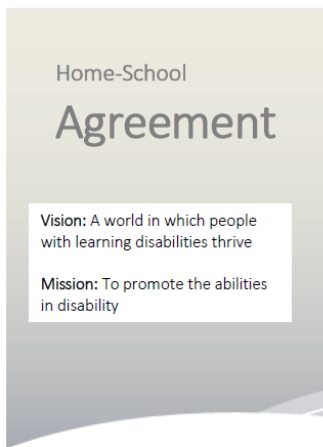 Home-School
Agreement
Vision: A world in which people
with learning disabilities thrive
Mission: To promote the abilities
in disability